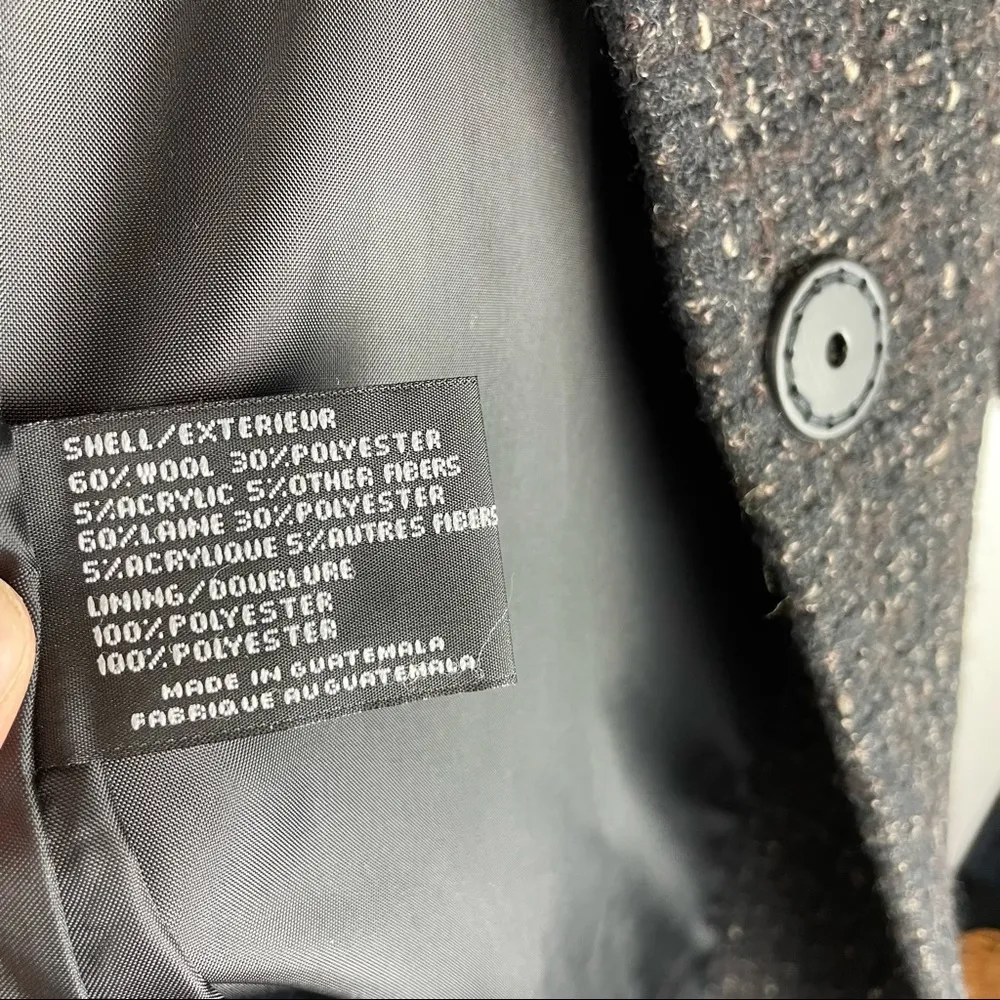 SHELL/EXTERIEUR
60% WOOL 30% POLYESTER
5% ACRYLIC 5% OTHER FIBERS
60% LAINE 30% POLYESTER
5% ACRYLIQUE 5% AUTRES FIBERS
LINING/DOUBLURE
100% POLYESTER
100% POLYESTER
MADE IN GUATEMALA
FABRIQUE AU GUATEMALA